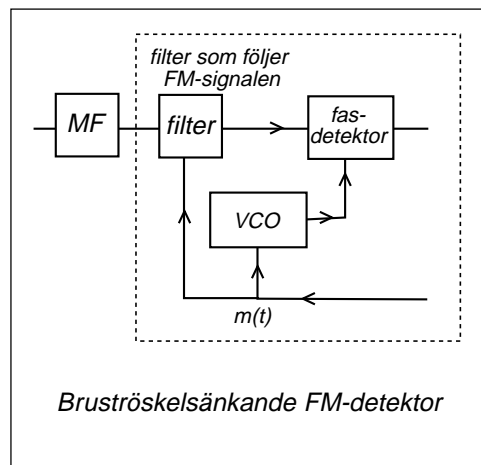 filter som följer
FM-signalen
MF
filter
fas-
detektor
VCO
m(t)
Bruströskelsänkande FM-detektor